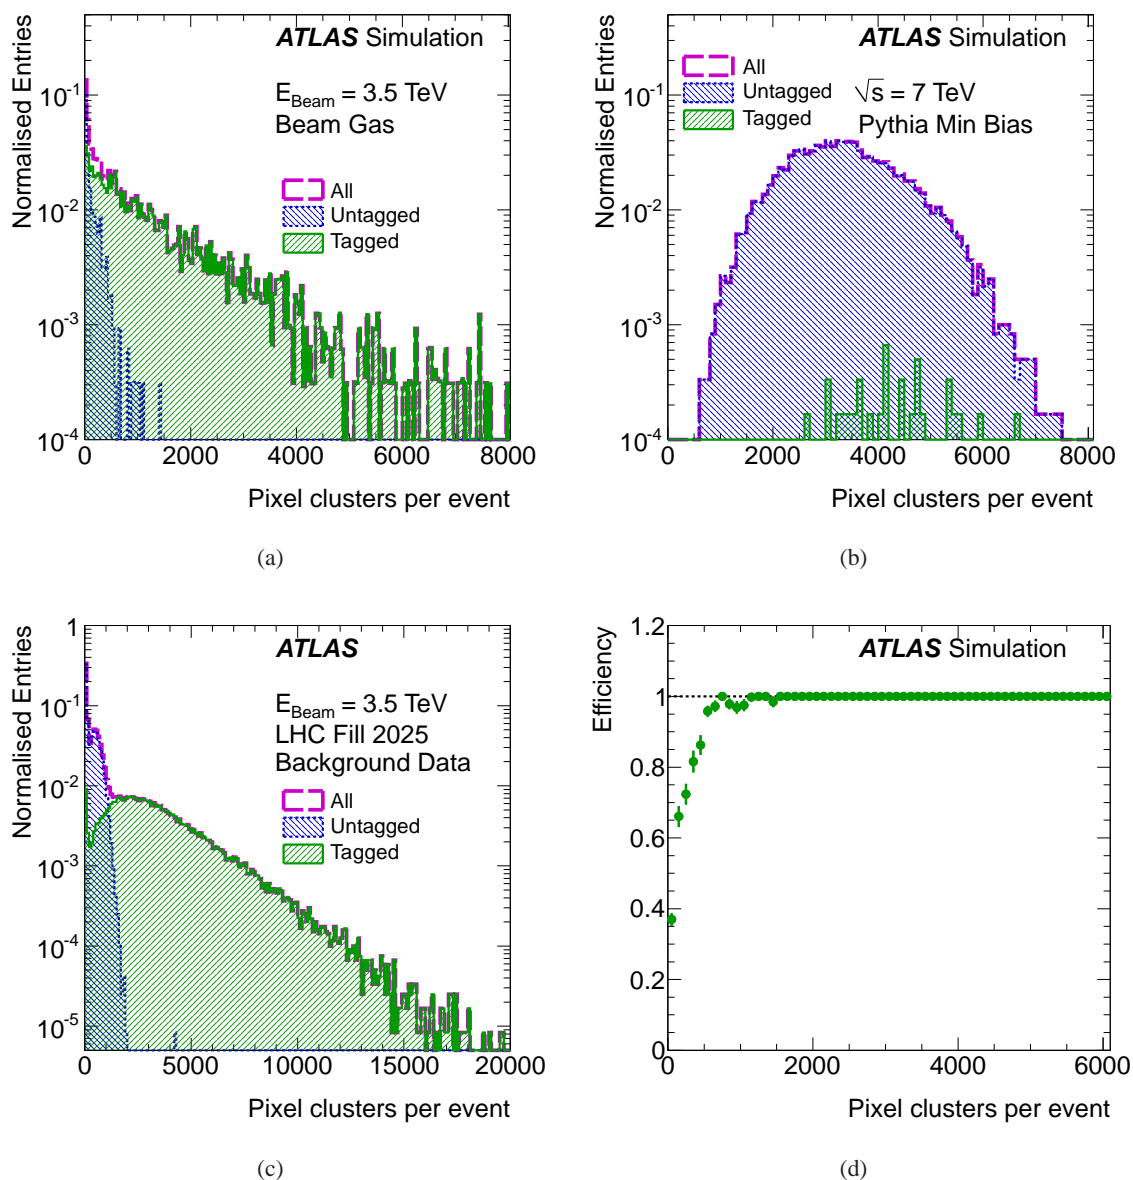 ATLAS Simulation
E_Beam = 3.5 TeV
Beam Gas
All
Untagged
Tagged
Normalised Entries
10^-1
10^-2
10^-3
10^-4
0 2000 4000 6000 8000
Pixel clusters per event
(a)
ATLAS Simulation
All
Untagged
Tagged
√s = 7 TeV
Pythia Min Bias
Normalised Entries
10^-1
10^-2
10^-3
10^-4
0 2000 4000 6000 8000
Pixel clusters per event
(b)
ATLAS
E_Beam = 3.5 TeV
LHC Fill 2025
Background Data
All
Untagged
Tagged
Normalised Entries
1
10^-1
10^-2
10^-3
10^-4
10^-5
0 5000 10000 15000 20000
Pixel clusters per event
(c)
ATLAS Simulation
Efficiency
1.2
1
0.8
0.6
0.4
0.2
0
0 2000 4000 6000
Pixel clusters per event
(d)